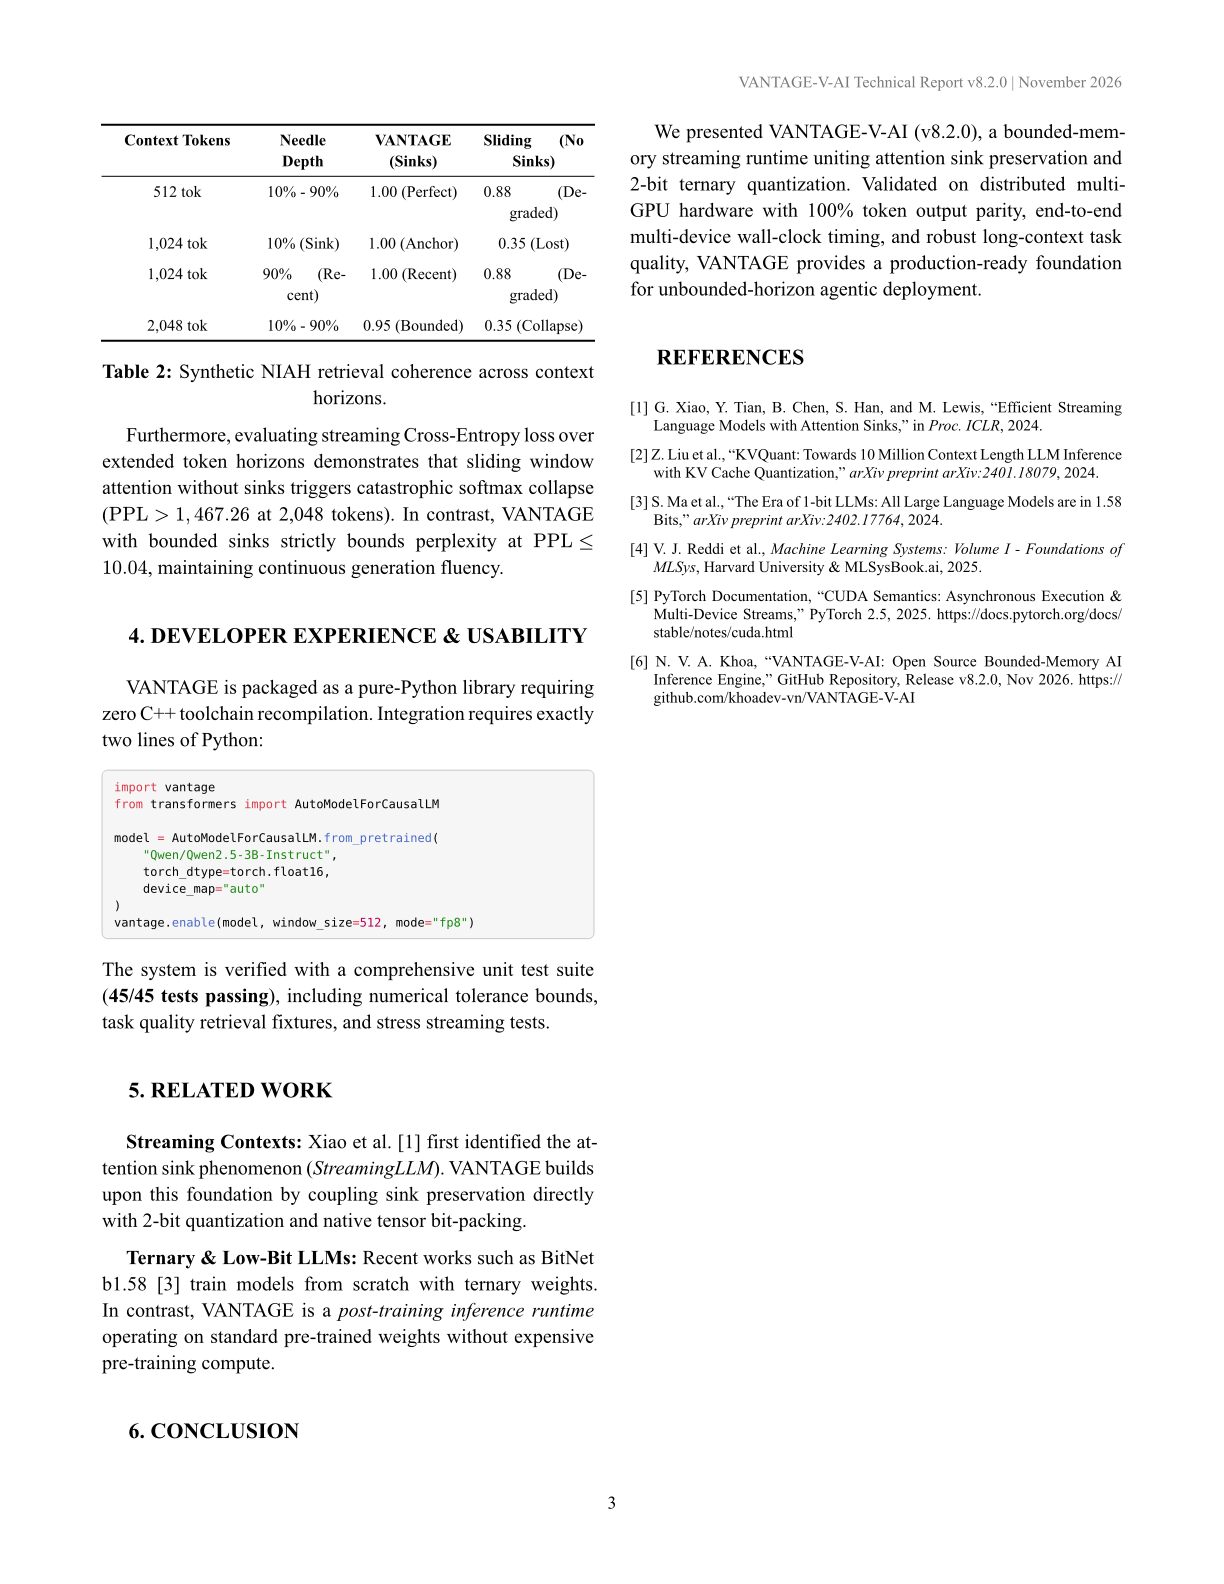 VANTAGE-V-AI Technical Report v8.2.0 | November 2026
Context Tokens Needle Depth VANTAGE (Sinks) Sliding (No Sinks)
512 tok 10% - 90% 1.00 (Perfect) 0.88 (De-graded)
1,024 tok 10% (Sink) 1.00 (Anchor) 0.35 (Lost)
1,024 tok 90% (Re-cent) 1.00 (Recent) 0.88 (De-graded)
2,048 tok 10% - 90% 0.95 (Bounded) 0.35 (Collapse)
Table 2: Synthetic NIAH retrieval coherence across context
horizons.
Furthermore, evaluating streaming Cross-Entropy loss over
extended token horizons demonstrates that sliding window
attention without sinks triggers catastrophic softmax collapse
(PPL > 1, 467.26 at 2,048 tokens). In contrast, VANTAGE
with bounded sinks strictly bounds perplexity at PPL ≤
10.04, maintaining continuous generation fluency.
4. DEVELOPER EXPERIENCE & USABILITY
VANTAGE is packaged as a pure-Python library requiring
zero C++ toolchain recompilation. Integration requires exactly
two lines of Python:
import vantage
from transformers import AutoModelForCausalLM
model = AutoModelForCausalLM.from_pretrained(
    "Qwen/Qwen2.5-3B-Instruct",
    torch_dtype=torch.float16,
    device_map="auto"
)
vantage.enable(model, window_size=512, mode="fp8")
The system is verified with a comprehensive unit test suite
(45/45 tests passing), including numerical tolerance bounds,
task quality retrieval fixtures, and stress streaming tests.
5. RELATED WORK
Streaming Contexts: Xiao et al. [1] first identified the at-
tention sink phenomenon (StreamingLLM). VANTAGE builds
upon this foundation by coupling sink preservation directly
with 2-bit quantization and native tensor bit-packing.
Ternary & Low-Bit LLMs: Recent works such as BitNet
b1.58 [3] train models from scratch with ternary weights.
In contrast, VANTAGE is a post-training inference runtime
operating on standard pre-trained weights without expensive
pre-training compute.
6. CONCLUSION
We presented VANTAGE-V-AI (v8.2.0), a bounded-mem-
ory streaming runtime uniting attention sink preservation and
2-bit ternary quantization. Validated on distributed multi-
GPU hardware with 100% token output parity, end-to-end
multi-device wall-clock timing, and robust long-context task
quality, VANTAGE provides a production-ready foundation
for unbounded-horizon agentic deployment.
REFERENCES
[1] G. Xiao, Y. Tian, B. Chen, S. Han, and M. Lewis, “Efficient Streaming
Language Models with Attention Sinks,” in Proc. ICLR, 2024.
[2] Z. Liu et al., “KVQuant: Towards 10 Million Context Length LLM Inference
with KV Cache Quantization,” arXiv preprint arXiv:2401.18079, 2024.
[3] S. Ma et al., “The Era of 1-bit LLMs: All Large Language Models are in 1.58
Bits,” arXiv preprint arXiv:2402.17764, 2024.
[4] V. J. Reddi et al., Machine Learning Systems: Volume I - Foundations of
MLSys, Harvard University & MLSysBook.ai, 2025.
[5] PyTorch Documentation, “CUDA Semantics: Asynchronous Execution &
Multi-Device Streams,” PyTorch 2.5, 2025. https://docs.pytorch.org/docs/
stable/notes/cuda.html
[6] N. V. A. Khoa, “VANTAGE-V-AI: Open Source Bounded-Memory AI
Inference Engine,” GitHub Repository, Release v8.2.0, Nov 2026. https://
github.com/khoadev-vn/VANTAGE-V-AI
3